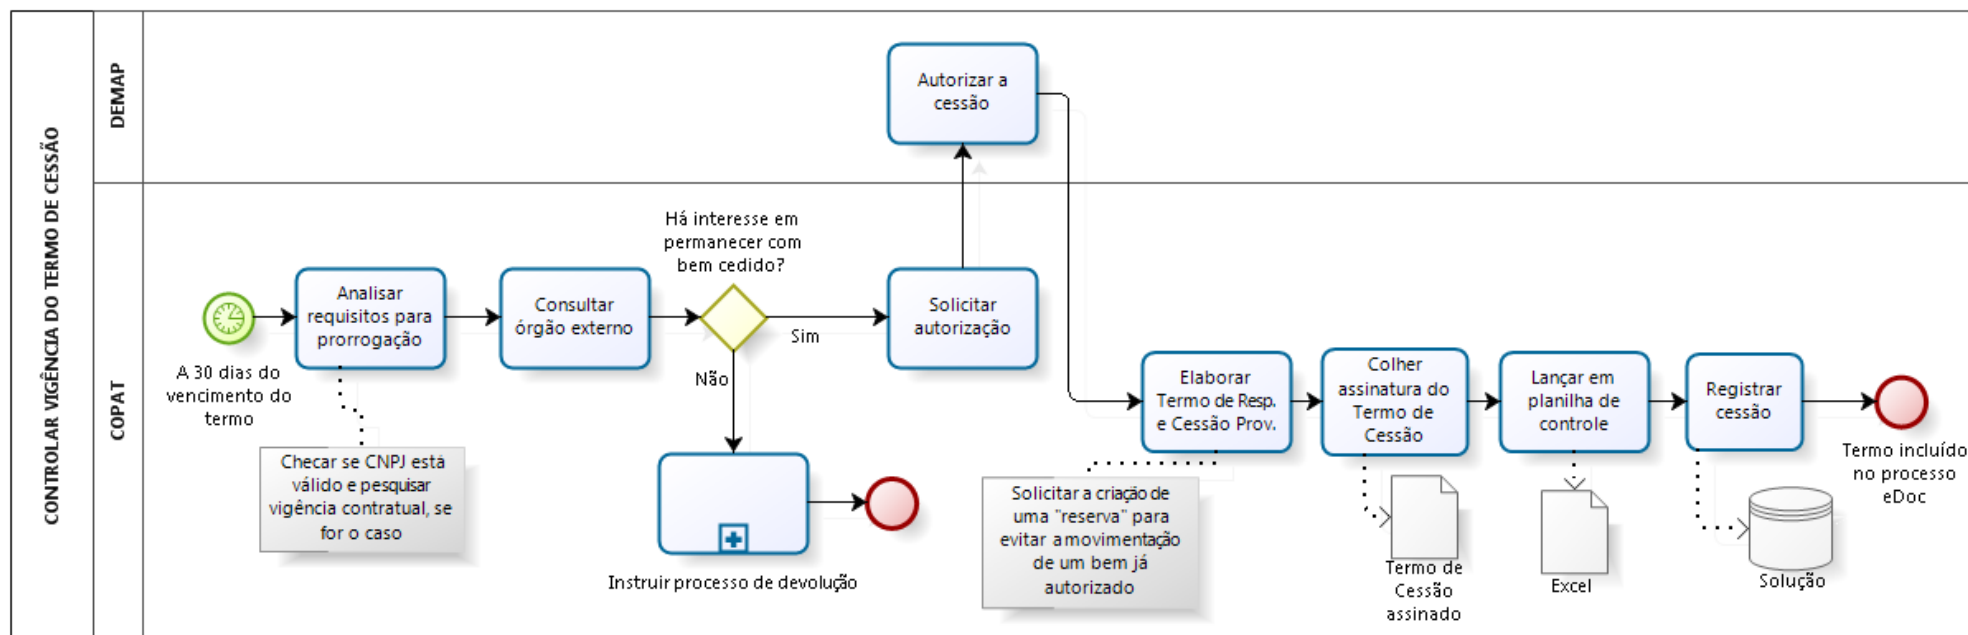 CONTROLAR VIGÊNCIA DO TERMO DE CESSÃO
DEMAP
Autorizar a
cessão
COPAT
A 30 dias do
vencimento do
termo
Analisar
requisitos para
prorrogação
Checar se CNPJ está
válido e pesquisar
vigência contratual, se
for o caso
Consultar
órgão externo
Há interesse em
permanecer com
bem cedido?
Sim
Não
Instruir processo de devolução
Solicitar
autorização
Elaborar
Termo de Resp.
e Cessão Prov.
Solicitar a criação de
uma "reserva" para
evitar a movimentação
de um bem já
autorizado
Colher
assinatura do
Termo de
Cessão
Termo de
Cessão
assinado
Lançar em
planilha de
controle
Excel
Registrar
cessão
Solução
Termo incluído
no processo
eDoc